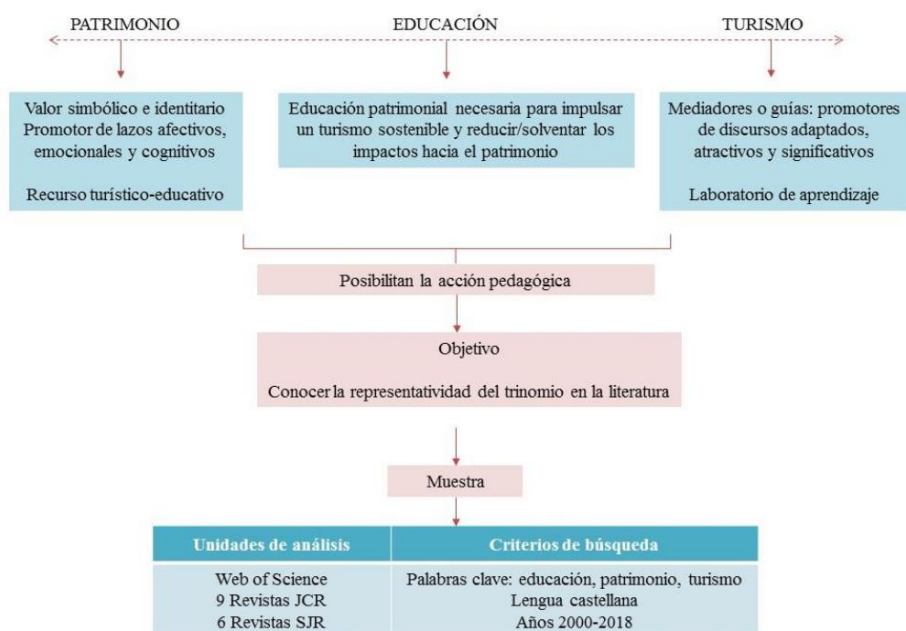 PATRIMONIO
EDUCACIÓN
TURISMO
Valor simbólico e identitario
Promotor de lazos afectivos,
emocionales y cognitivos
Recurso turístico-educativo
Educación patrimonial necesaria para impulsar
un turismo sostenible y reducir/solventar los
impactos hacia el patrimonio
Mediadores o guías: promotores
de discursos adaptados,
atractivos y significativos
Laboratorio de aprendizaje
Posibilitan la acción pedagógica
Objetivo
Conocer la representatividad del trinomio en la literatura
Muestra
Unidades de análisis
Criterios de búsqueda
Web of Science
9 Revistas JCR
6 Revistas SJR
Palabras clave: educación, patrimonio, turismo
Lengua castellana
Años 2000-2018